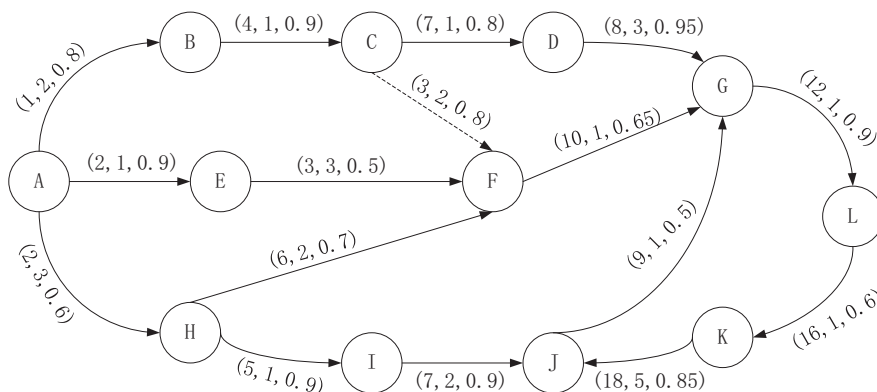 B
(4,1,0.9)
C
(7,1,0.8)
D
(8,3,0.95)
G
(12,1,0.9)
(1,2,0.8)
(3,2,0.8)
(10,1,0.65)
A
(2,1,0.9)
E
(3,3,0.5)
F
L
(2,3,0.6)
(6,2,0.7)
(9,1,0.5)
(16,1,0.6)
H
(5,1,0.9)
I
(7,2,0.9)
J
(18,5,0.85)
K